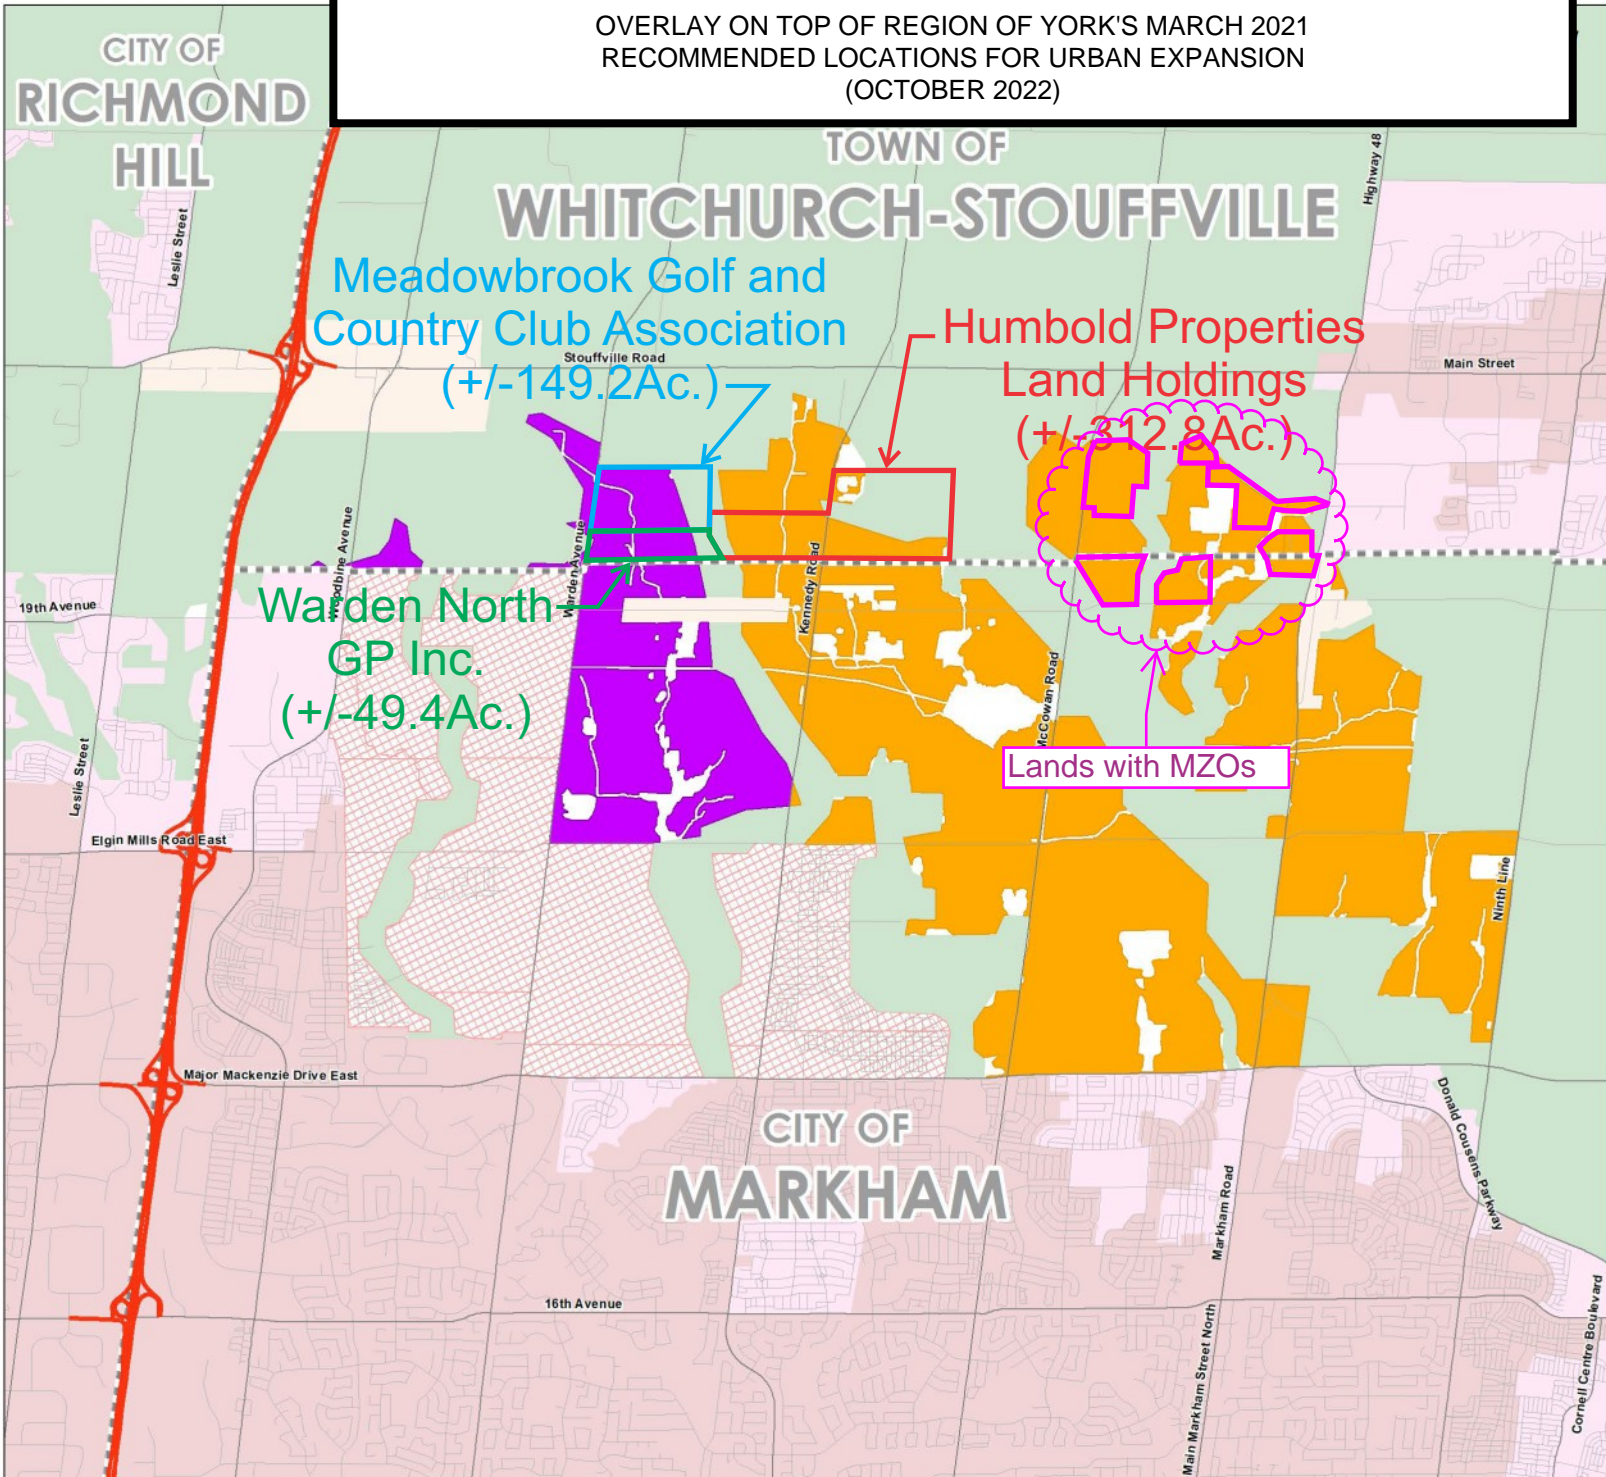 OVERLAY ON TOP OF REGION OF YORK'S MARCH 2021
RECOMMENDED LOCATIONS FOR URBAN EXPANSION
(OCTOBER 2022)
CITY OF
RICHMOND
HILL
TOWN OF
WHITCHURCH-STOUFFVILLE
Highway 48
Leslie Street
Meadowbrook Golf and
Country Club Association
(+/-149.2Ac.)
Humbold Properties
Land Holdings
(+/-312.8Ac.)
Stouffville Road
Main Street
Woodbine Avenue
Warden Avenue
Kennedy Road
19th Avenue
Warden North
GP Inc.
(+/-49.4Ac.)
McCowan Road
Lands with MZOs
Leslie Street
Elgin Mills Road East
Ninth Line
Major Mackenzie Drive East
Donald Cousens Parkway
CITY OF
MARKHAM
Markham Road
16th Avenue
Main Markham Street North
Cornell Centre Boulevard